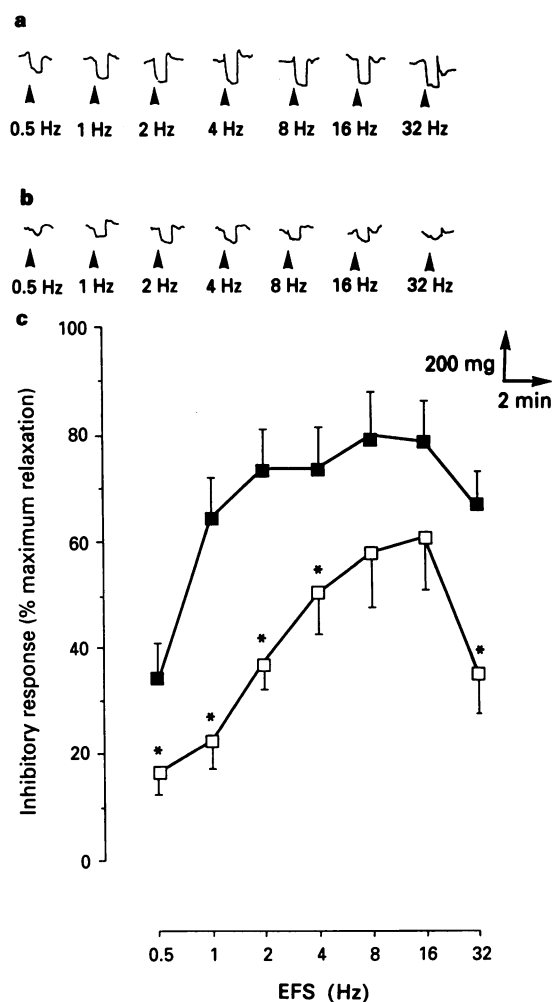 a
0.5 Hz 1 Hz 2 Hz 4 Hz 8 Hz 16 Hz 32 Hz
b
0.5 Hz 1 Hz 2 Hz 4 Hz 8 Hz 16 Hz 32 Hz
c
200 mg
2 min
Inhibitory response (% maximum relaxation)
100
80
60
40
20
0
* * * * *
0.5 1 2 4 8 16 32
EFS (Hz)